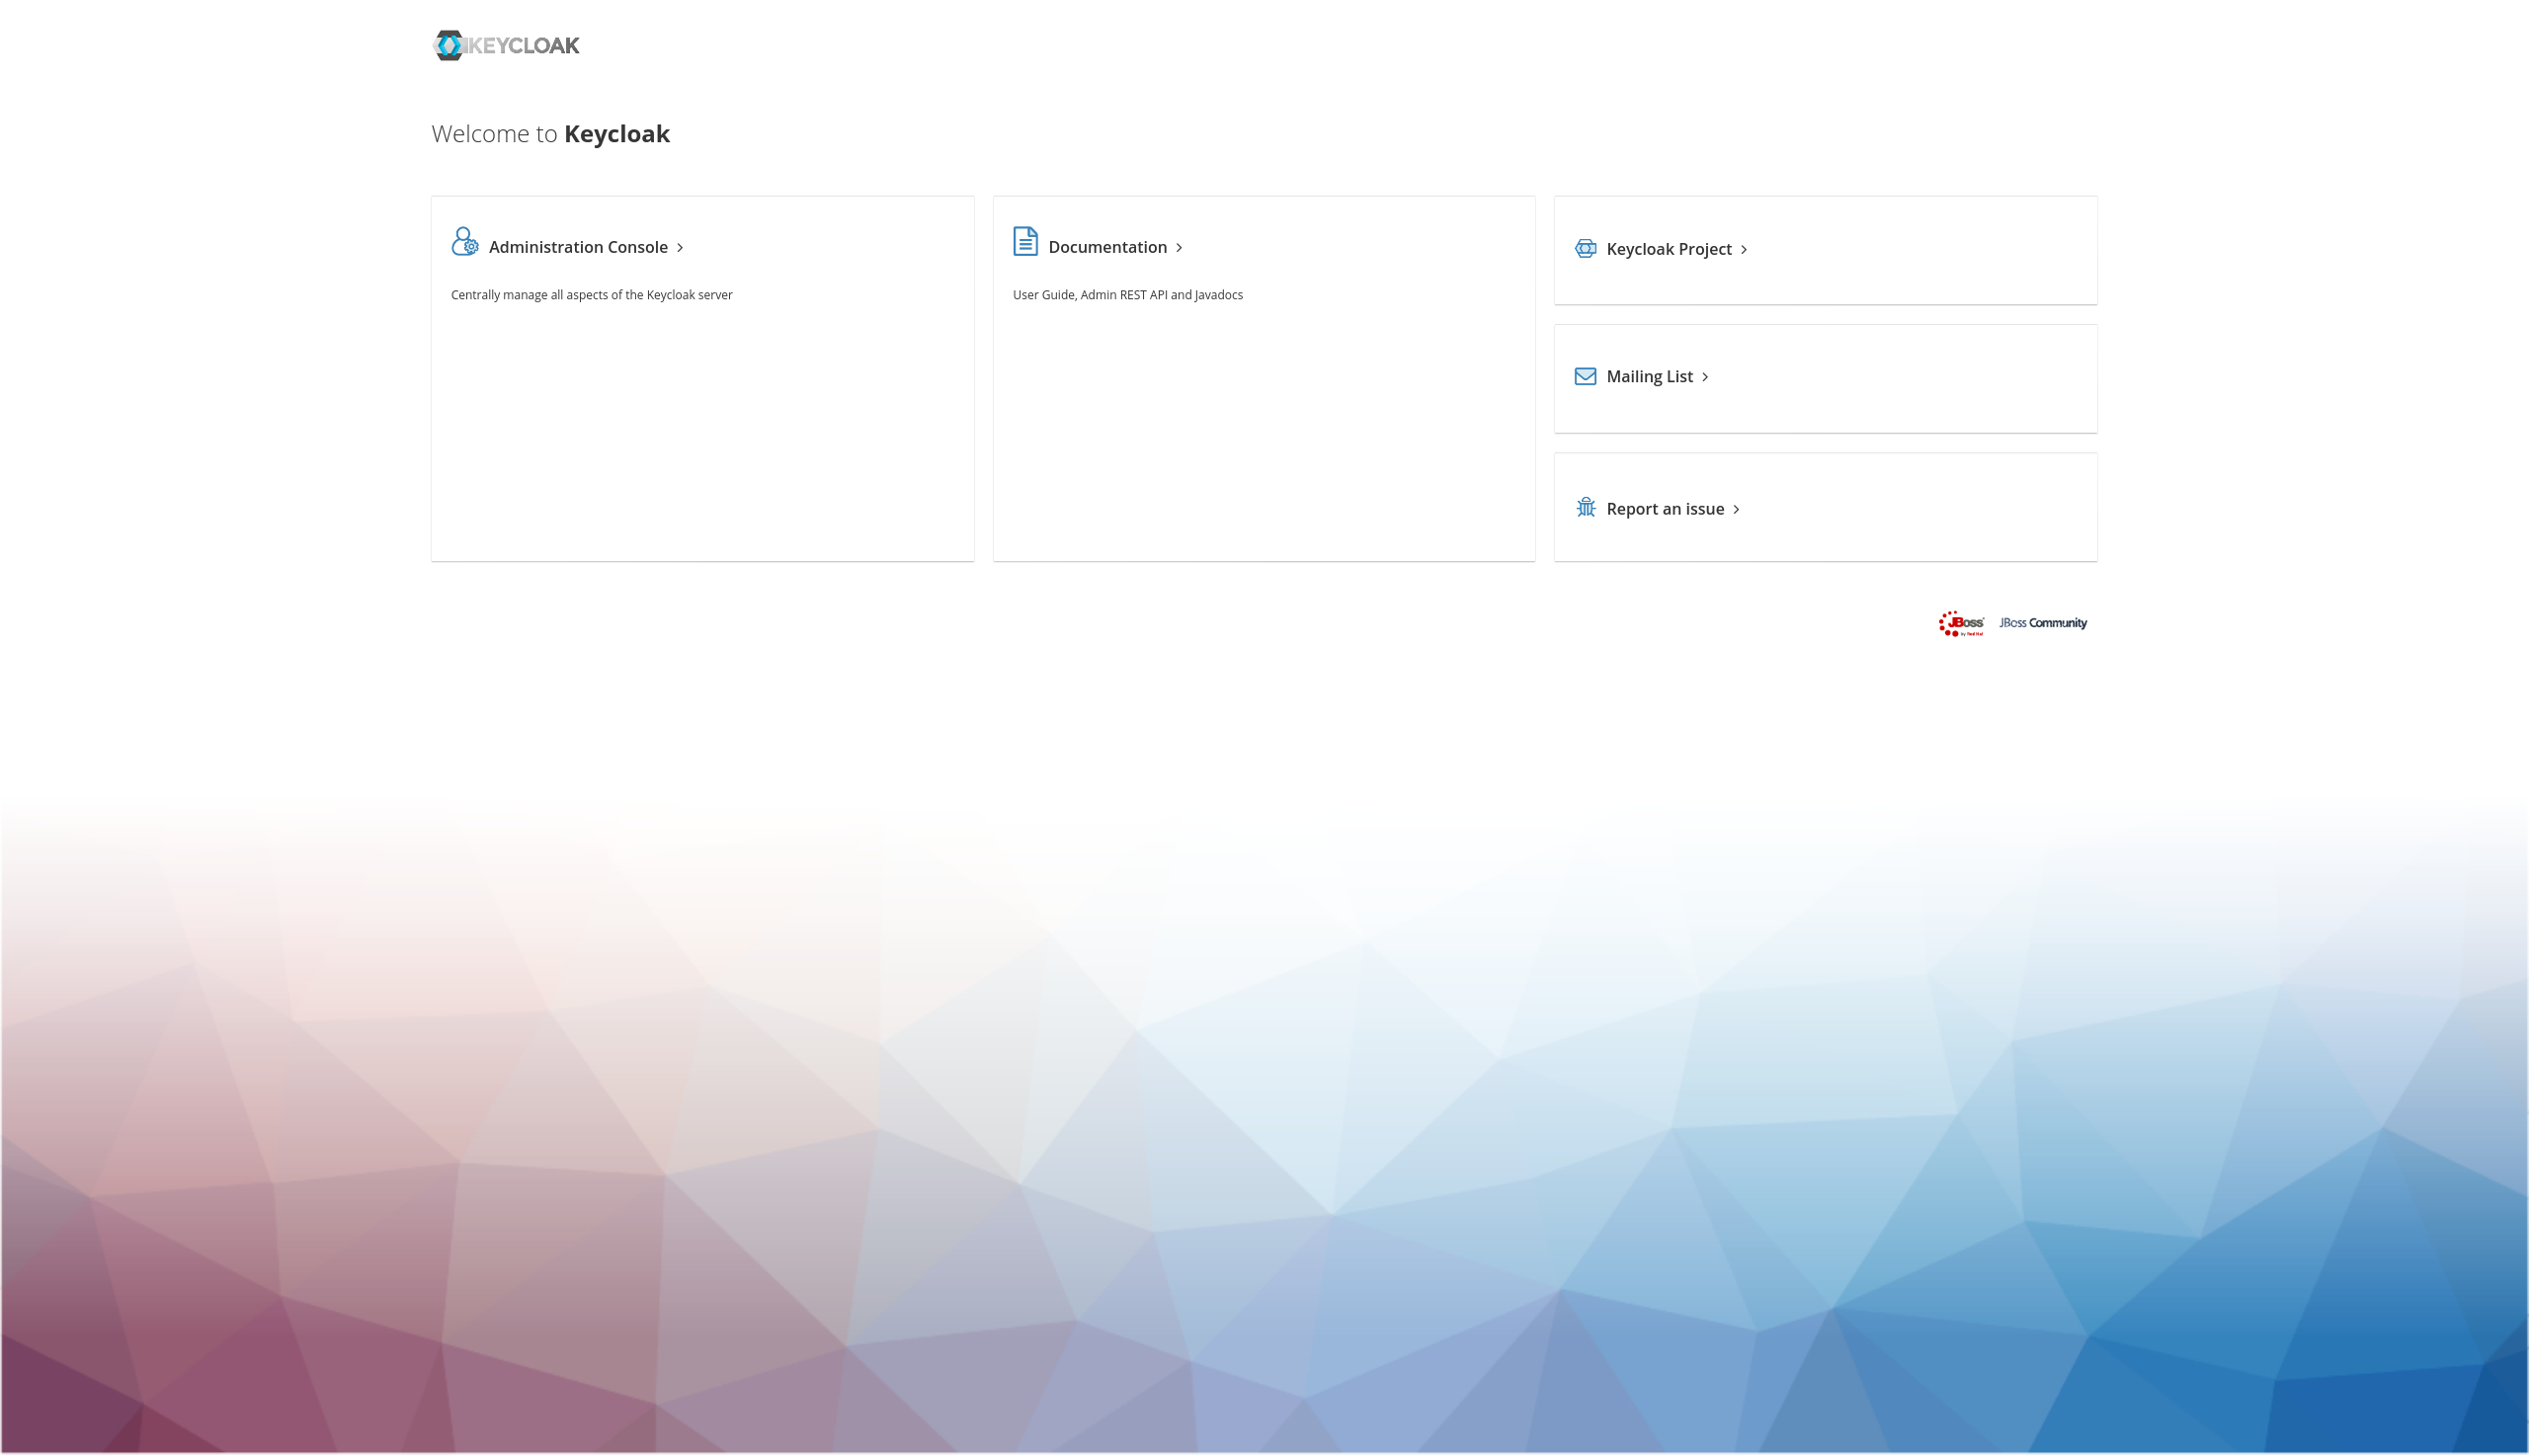 KEYCLOAK
Welcome to Keycloak
Administration Console
Centrally manage all aspects of the Keycloak server
Documentation
User Guide, Admin REST API and Javadocs
Keycloak Project
Mailing List
Report an issue
JBoss by Red Hat
JBoss Community